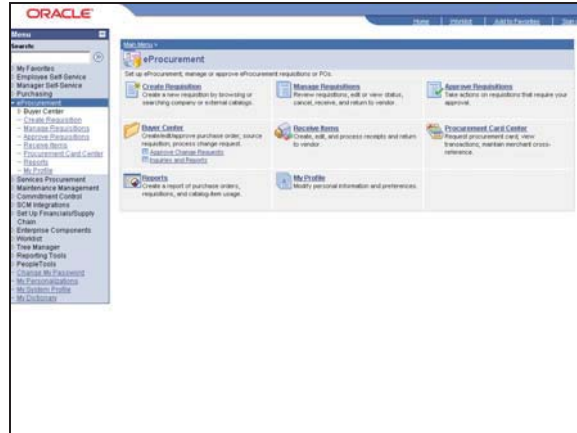 ORACLE
Home | Worklist | Add to Favorites | Sign
Menu
Search:
My Favorites
Employee Self-Service
Manager Self-Service
Purchasing
eProcurement
Buyer Center
Create Requisition
Manage Requisitions
Approve Requisitions
Receive Items
Procurement Card Center
Reports
My Profile
Services Procurement
Maintenance Management
Commitment Control
SCM Integrations
Set Up Financials/Supply
Chain
Enterprise Components
Worklist
Tree Manager
Reporting Tools
PeopleTools
Change My Password
My Personalizations
My System Profile
My Dictionary
Main Menu >
eProcurement
Set up eProcurement, manage or approve eProcurement requisitions or POs.
Create Requisition
Create a new requisition by browsing or
searching company or external catalogs.
Manage Requisitions
Review requisitions, edit or view status,
cancel, receive, and return to vendor.
Approve Requisitions
Take actions on requisitions that require your
approval.
Buyer Center
Create/edit/approve purchase order, source
requisition, process change request.
Approve Change Requests
Inquiries and Reports
Receive Items
Create, edit, and process receipts and return
to vendor.
Procurement Card Center
Request procurement card, view
transactions, maintain merchant cross-
reference.
Reports
Create a report of purchase orders,
requisitions, and catalog item usage.
My Profile
Modify personal information and preferences.